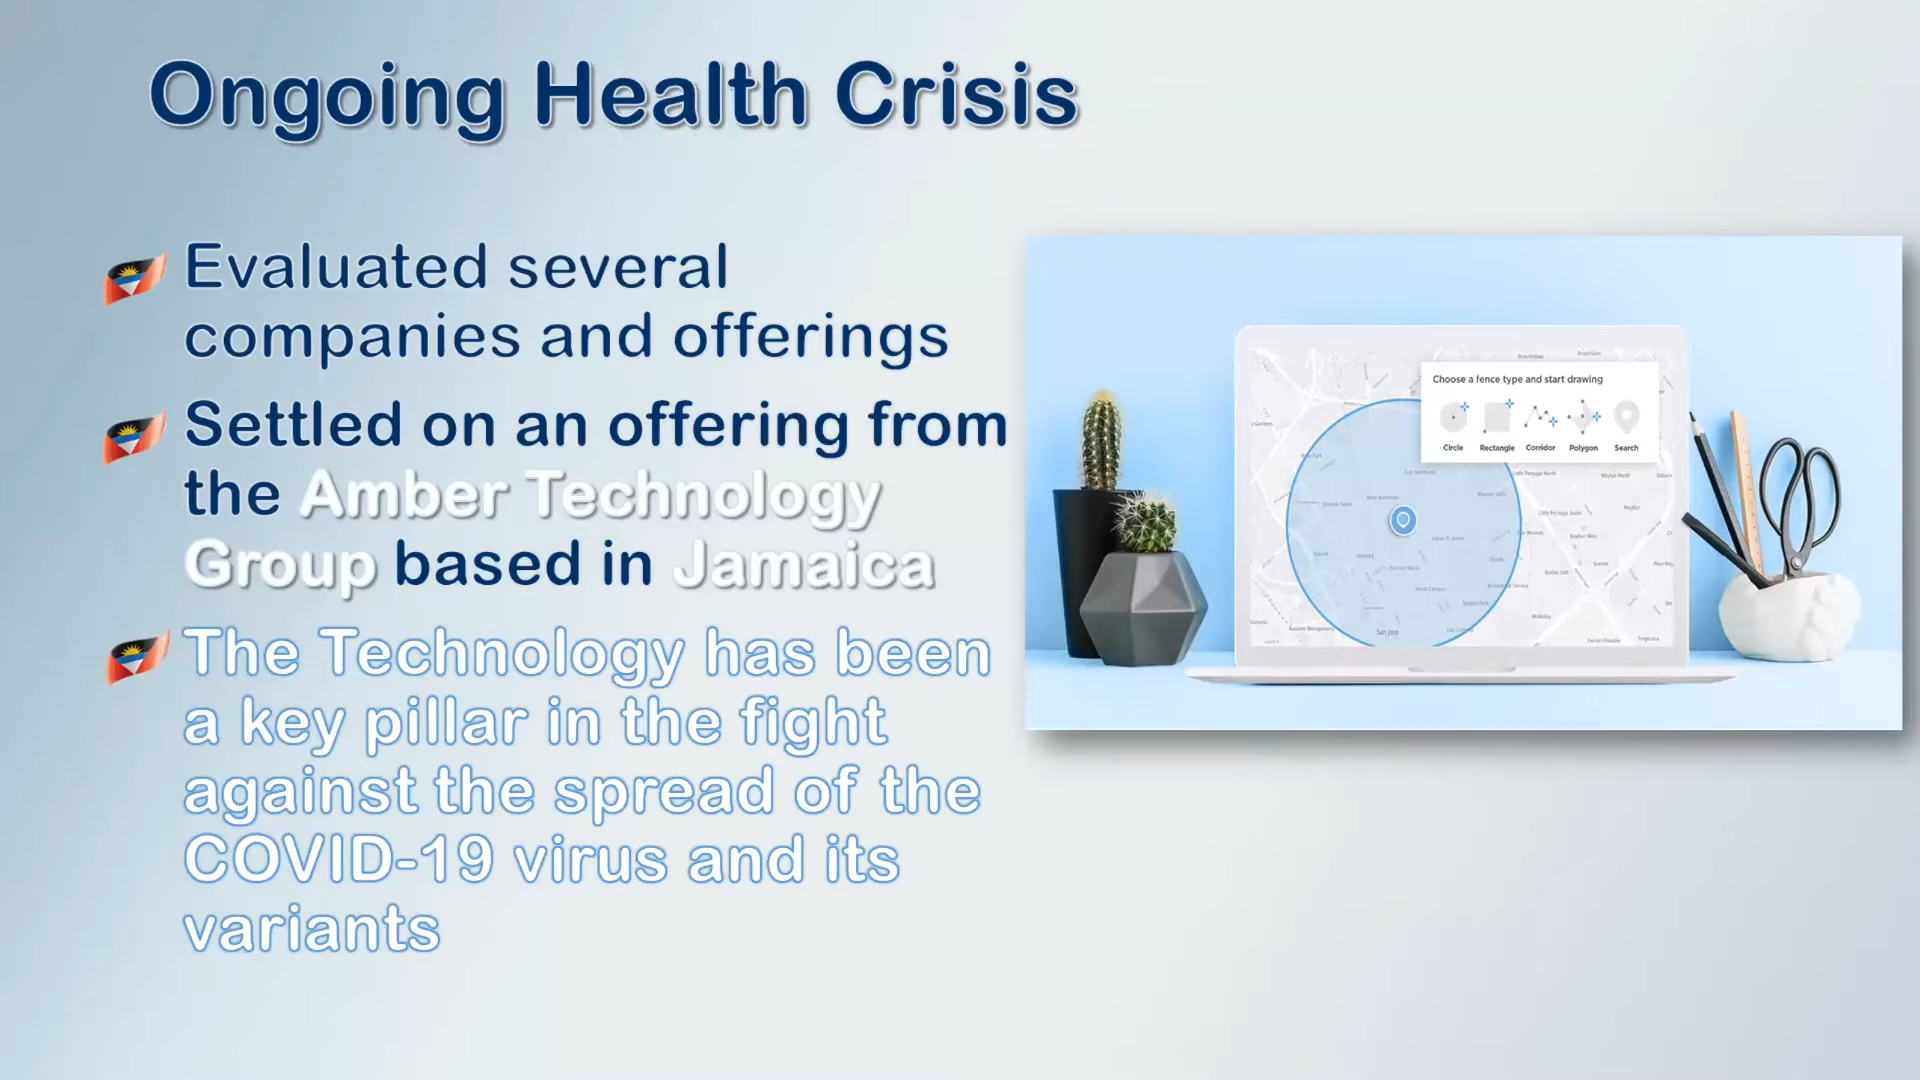 Ongoing Health Crisis
Evaluated several
companies and offerings
Settled on an offering from
the Amber Technology
Group based in Jamaica
The Technology has been
a key pillar in the fight
against the spread of the
COVID-19 virus and its
variants
Choose a fence type and start drawing
Circle Rectangle Corridor Polygon Search
San Jose